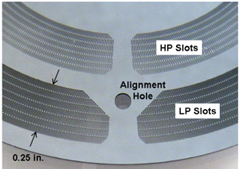 HP Slots
Alignment
Hole
LP Slots
0.25 in.